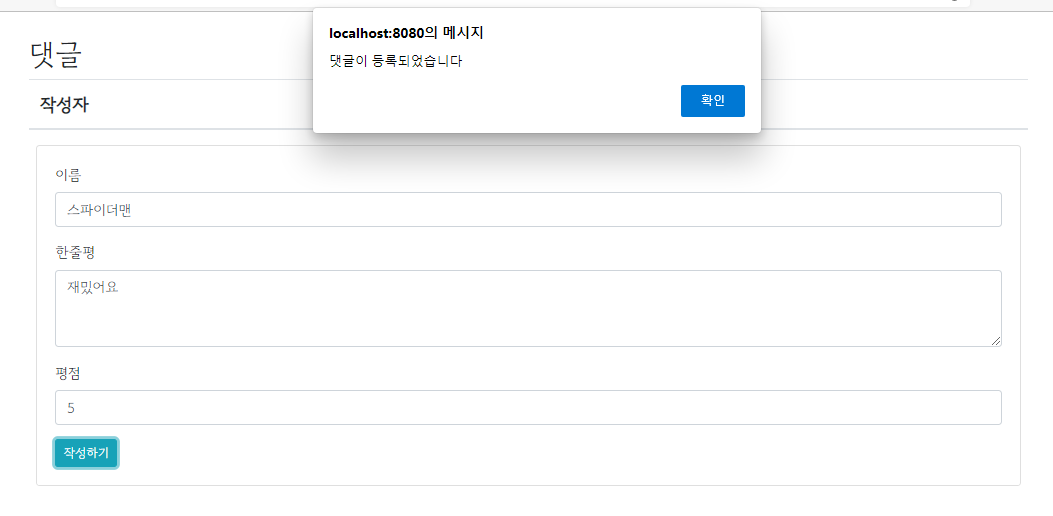 localhost:8080의 메시지
댓글이 등록되었습니다
확인
댓글
작성자
이름
스파이더맨
한줄평
재밌어요
평점
5
작성하기